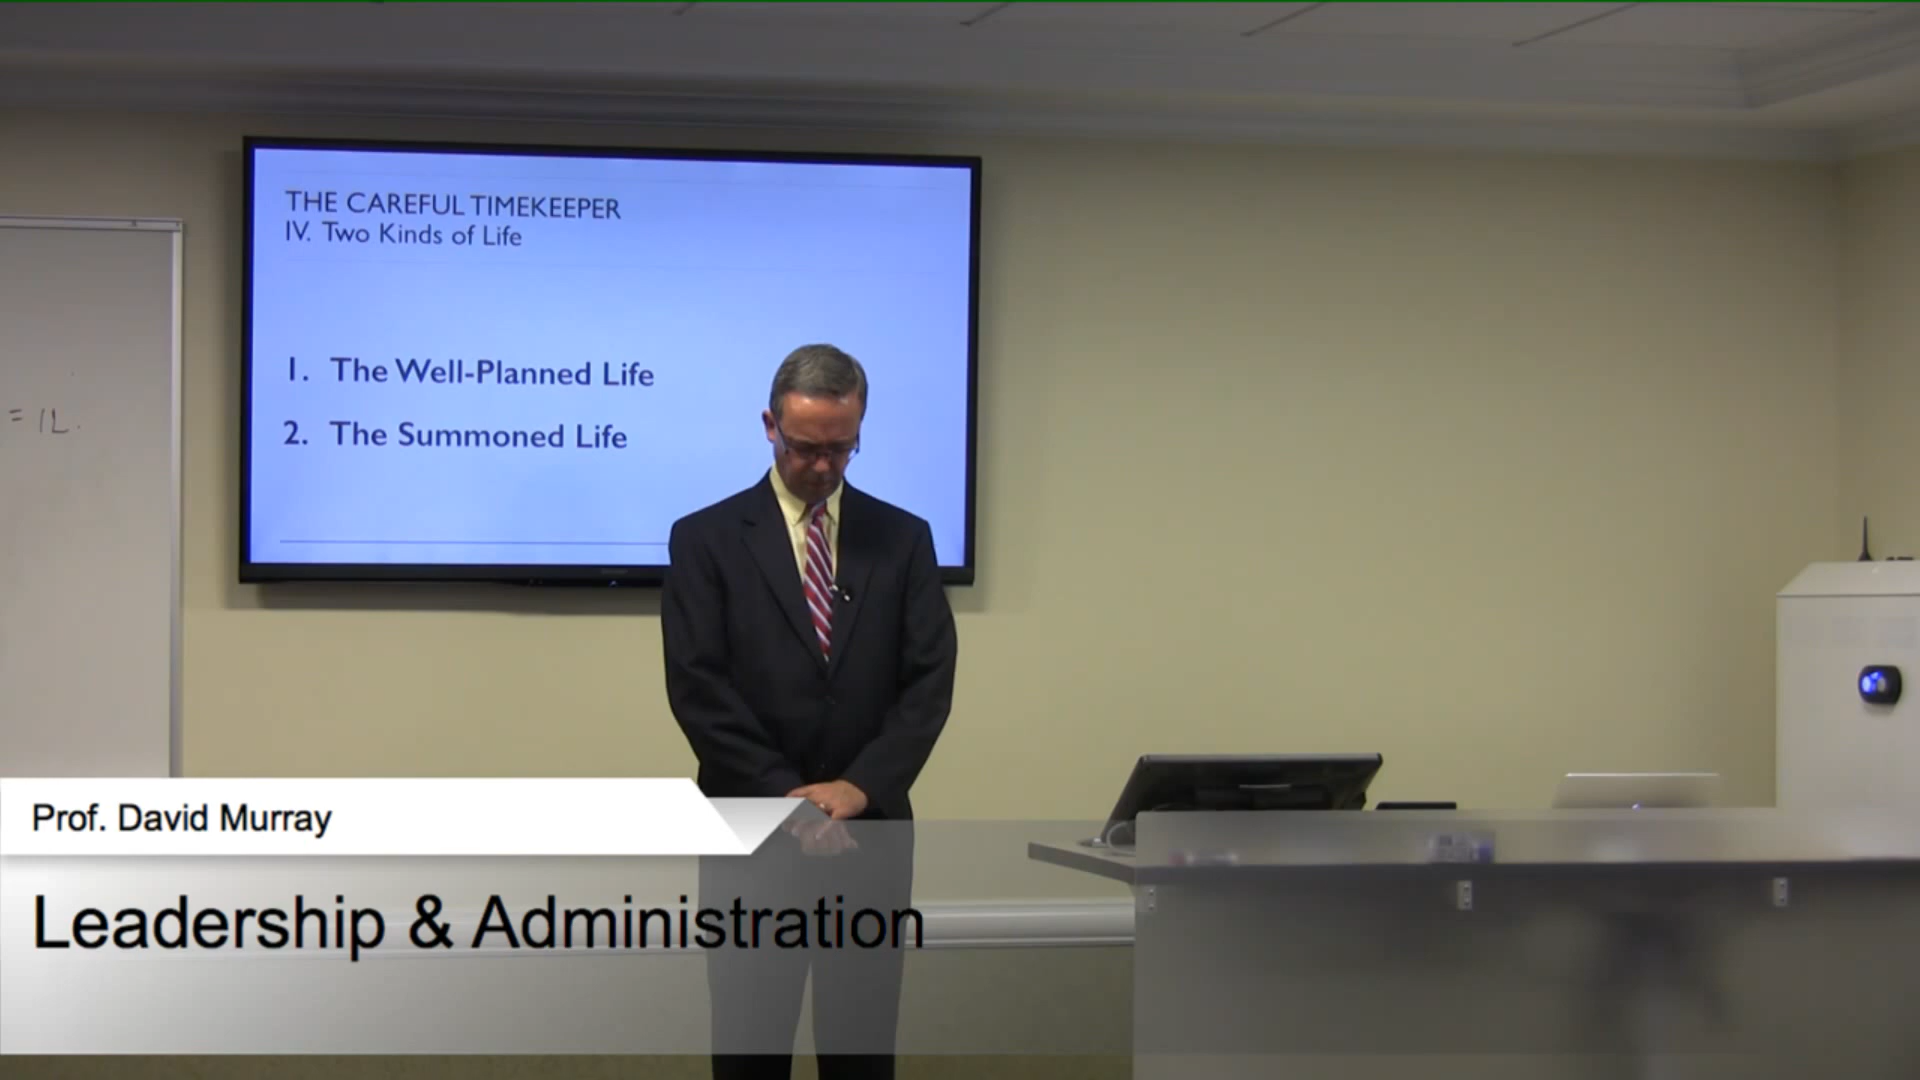 THE CAREFUL TIMEKEEPER
IV. Two Kinds of Life
1. The Well-Planned Life
2. The Summoned Life
= 1L.
Prof. David Murray
Leadership & Administration